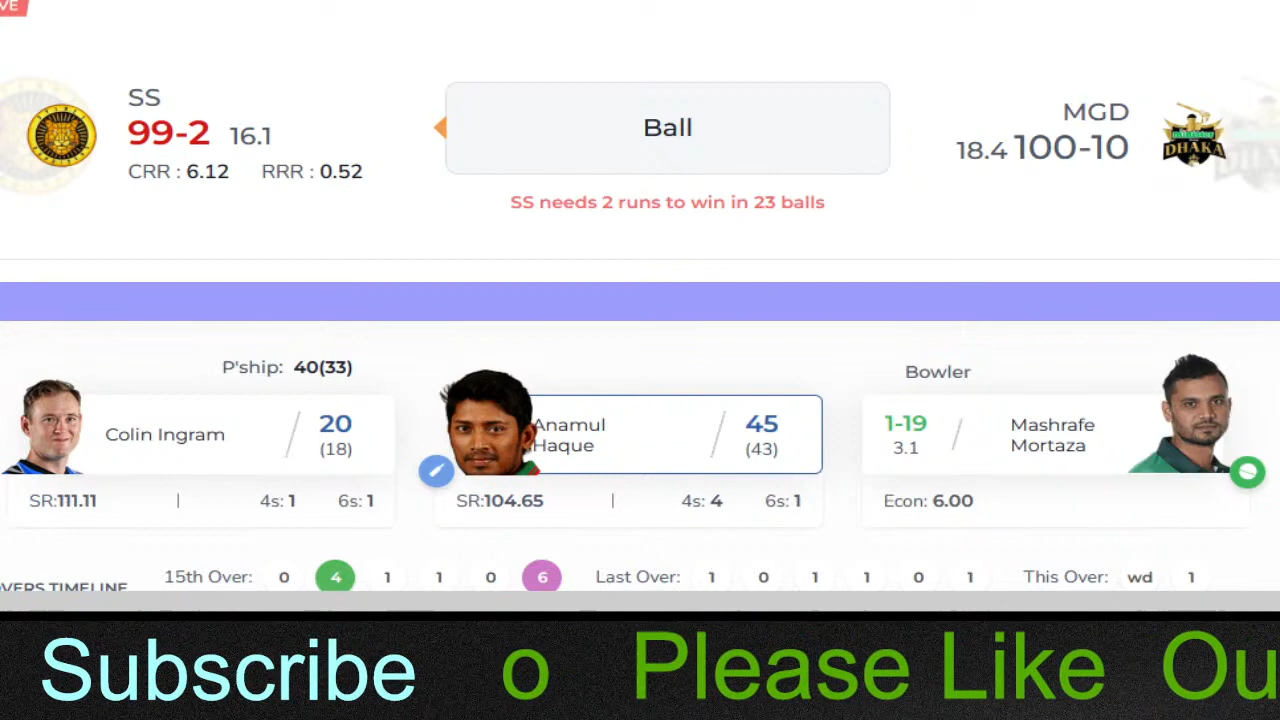 SS
99-2 16.1
CRR : 6.12 RRR : 0.52
Ball
SS needs 2 runs to win in 23 balls
MGD
18.4 100-10
DHAKA
P'ship: 40(33)
Colin Ingram
20
(18)
SR:111.11 | 4s: 1 6s: 1
Anamul
Haque
45
(43)
SR:104.65 | 4s: 4 6s: 1
Bowler
1-19
3.1
Mashrafe
Mortaza
Econ: 6.00
OVERS TIMELINE
15th Over: 0 4 1 1 0 6 Last Over: 1 0 1 1 0 1 This Over: wd 1
Subscribe o Please Like Ou